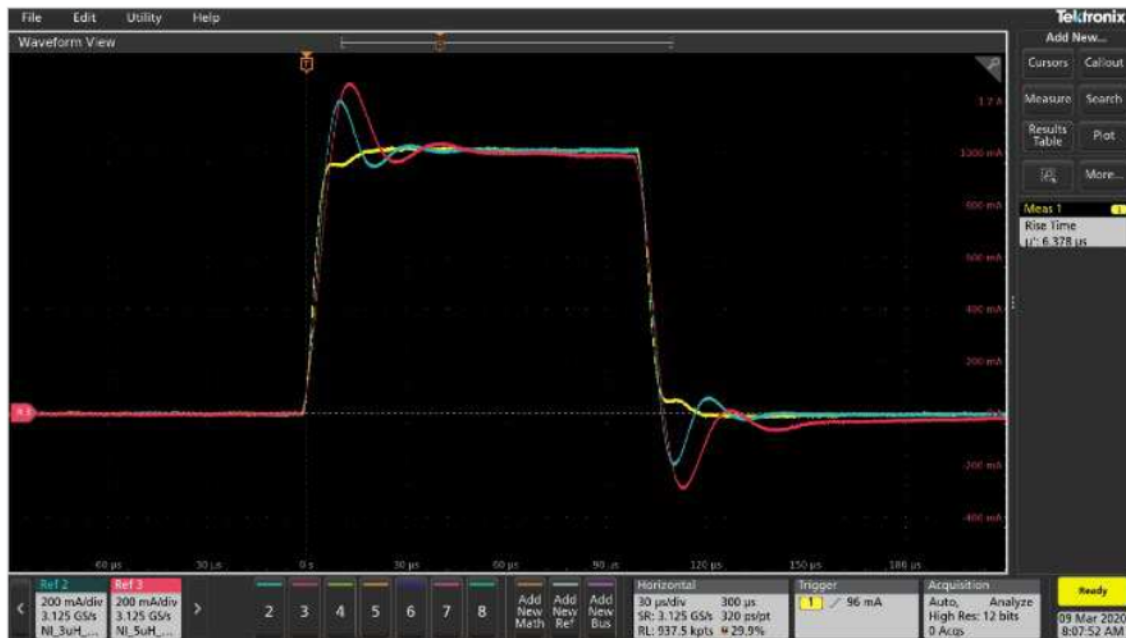 File Edit Utility Help
Tektronix
Waveform View
Add New...
Cursors Callout
Measure Search
Results Table Plot
More...
Meas 1 1
Rise Time
µ': 6.378 µs
T
1.2 A
1000 mA
800 mA
600 mA
400 mA
200 mA
R3
0 A
-200 mA
-400 mA
-60 µs -30 µs 0 s 30 µs 60 µs 90 µs 120 µs 150 µs 180 µs
Ref 2
200 mA/div
3.125 GS/s
NI_3uH_...
Ref 3
200 mA/div
3.125 GS/s
NI_5uH_...
2 3 4 5 6 7 8
Add New Math
Add New Ref
Add New Bus
Horizontal
30 µs/div 300 µs
SR: 3.125 GS/s 320 ps/pt
RL: 937.5 kpts 29.9%
Trigger
1 96 mA
Acquisition
Auto, Analyze
High Res: 12 bits
0 Acqs
Ready
09 Mar 2020
8:07:52 AM